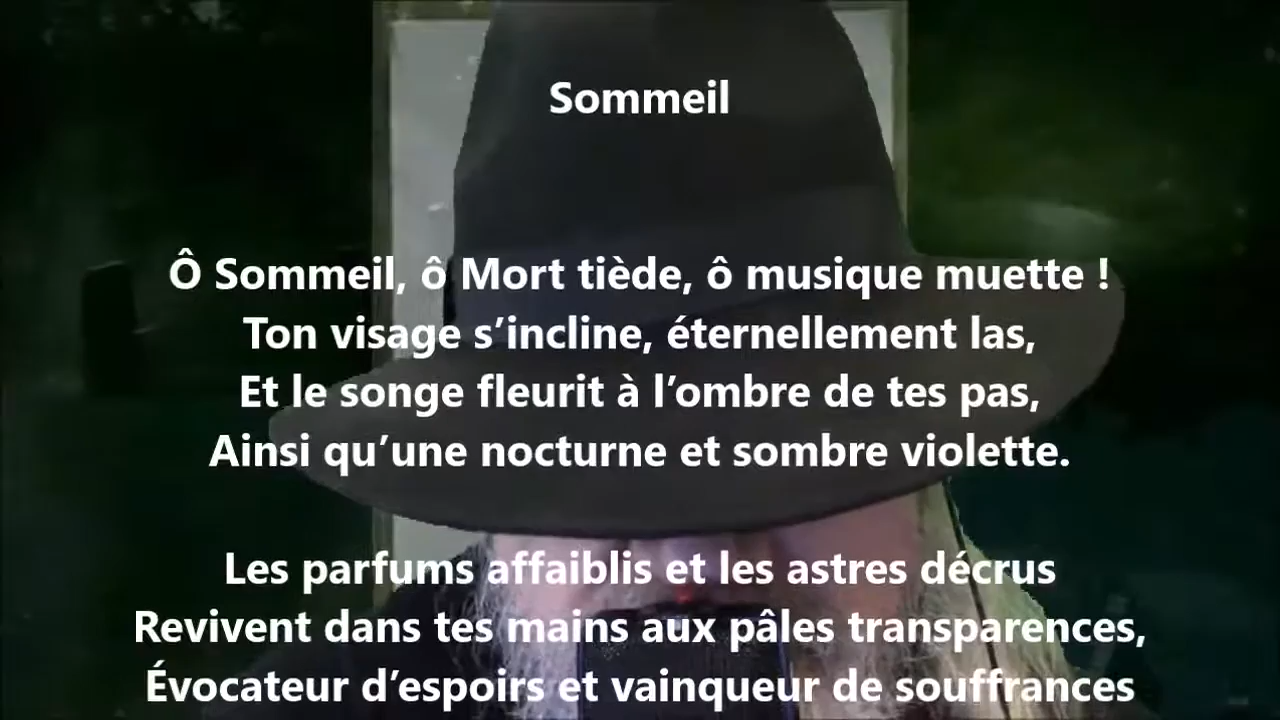 Sommeil
Ô Sommeil, ô Mort tiède, ô musique muette !
Ton visage s’incline, éternellement las,
Et le songe fleurit à l’ombre de tes pas,
Ainsi qu’une nocturne et sombre violette.
Les parfums affaiblis et les astres décrus
Revivent dans tes mains aux pâles transparences,
Évocateur d’espoirs et vainqueur de souffrances